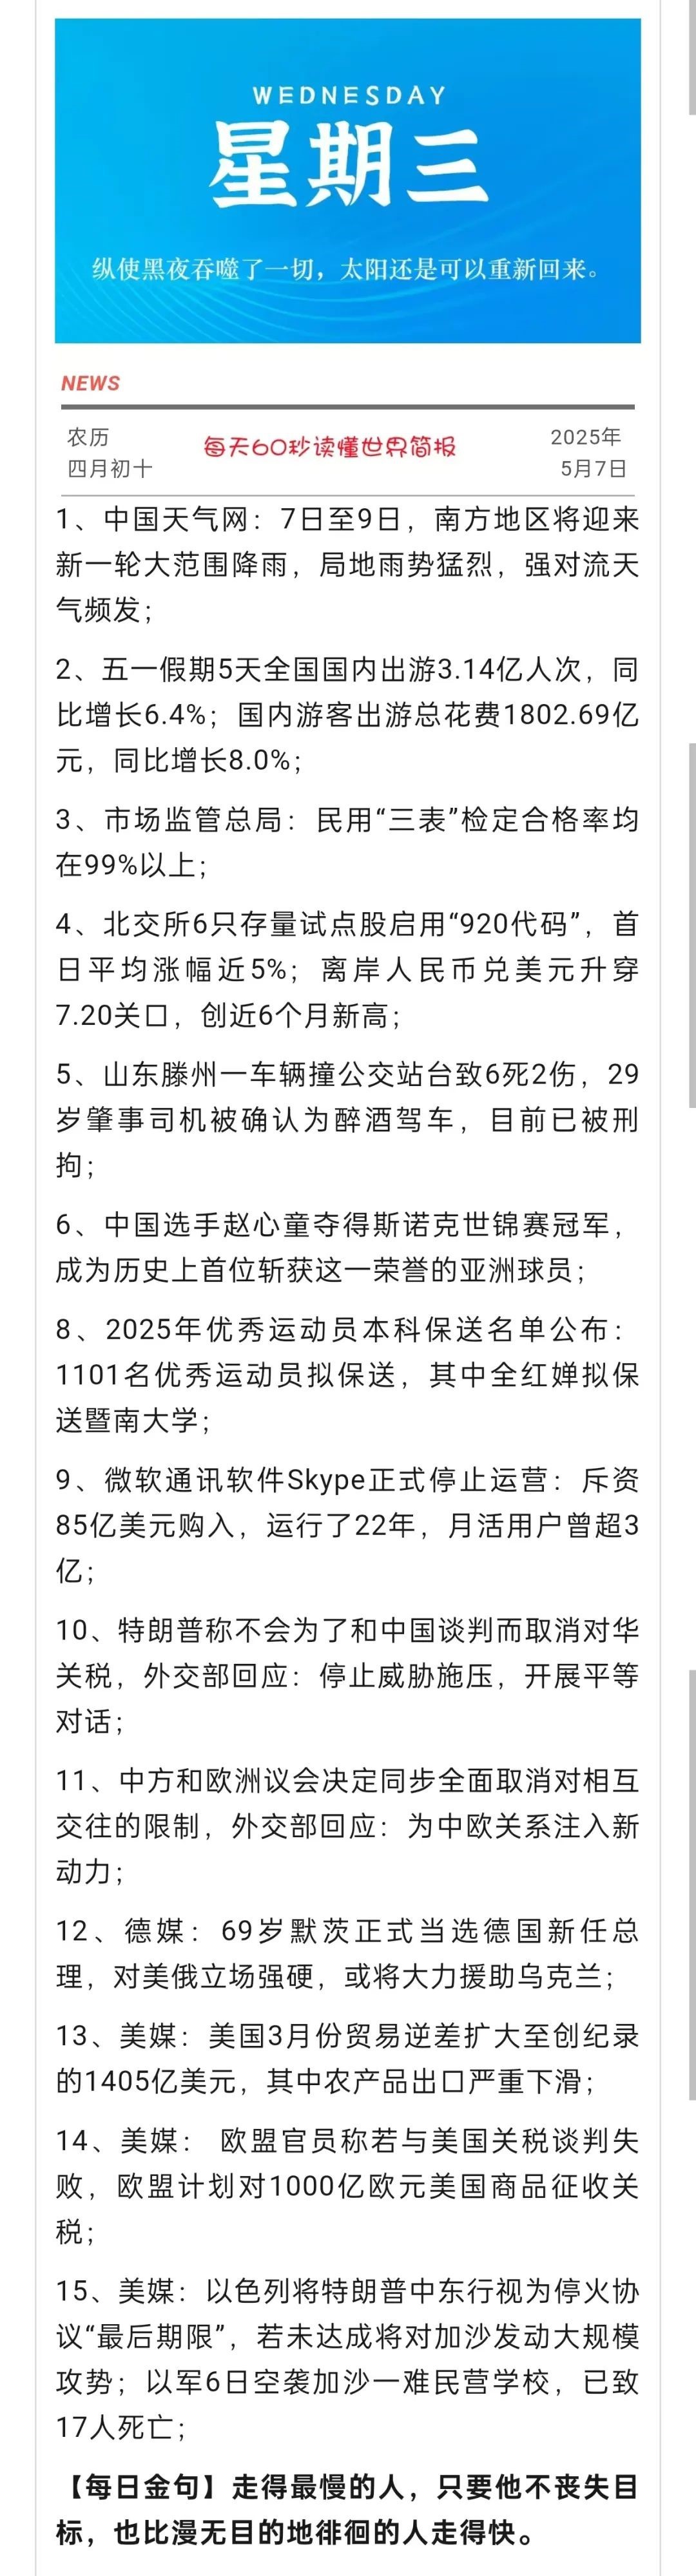 WEDNESDAY
星期三
纵使黑夜吞噬了一切，太阳还是可以重新回来。
NEWS
农历
四月初十
每天60秒读懂世界简报
2025年
5月7日
1、中国天气网：7日至9日，南方地区将迎来
新一轮大范围降雨，局地雨势猛烈，强对流天
气频发；
2、五一假期5天全国国内出游3.14亿人次，同
比增长6.4%；国内游客出游总花费1802.69亿
元，同比增长8.0%；
3、市场监管总局：民用“三表”检定合格率均
在99%以上；
4、北交所6只存量试点股启用“920代码”，首
日平均涨幅近5%；离岸人民币兑美元升穿
7.20关口，创近6个月新高；
5、山东滕州一车辆撞公交站台致6死2伤，29
岁肇事司机被确认为醉酒驾车，目前已被刑
拘；
6、中国选手赵心童夺得斯诺克世锦赛冠军，
成为历史上首位斩获这一荣誉的亚洲球员；
8、2025年优秀运动员本科保送名单公布：
1101名优秀运动员拟保送，其中全红婵拟保
送暨南大学；
9、微软通讯软件Skype正式停止运营：斥资
85亿美元购入，运行了22年，月活用户曾超3
亿；
10、特朗普称不会为了和中国谈判而取消对华
关税，外交部回应：停止威胁施压，开展平等
对话；
11、中方和欧洲议会决定同步全面取消对相互
交往的限制，外交部回应：为中欧关系注入新
动力；
12、德媒：69岁默茨正式当选德国新任总
理，对美俄立场强硬，或将大力援助乌克兰；
13、美媒：美国3月份贸易逆差扩大至创纪录
的1405亿美元，其中农产品出口严重下滑；
14、美媒： 欧盟官员称若与美国关税谈判失
败，欧盟计划对1000亿欧元美国商品征收关
税；
15、美媒：以色列将特朗普中东行视为停火协
议“最后期限”，若未达成将对加沙发动大规模
攻势；以军6日空袭加沙一难民营学校，已致
17人死亡；
【每日金句】走得最慢的人，只要他不丧失目
标，也比漫无目的地徘徊的人走得快。